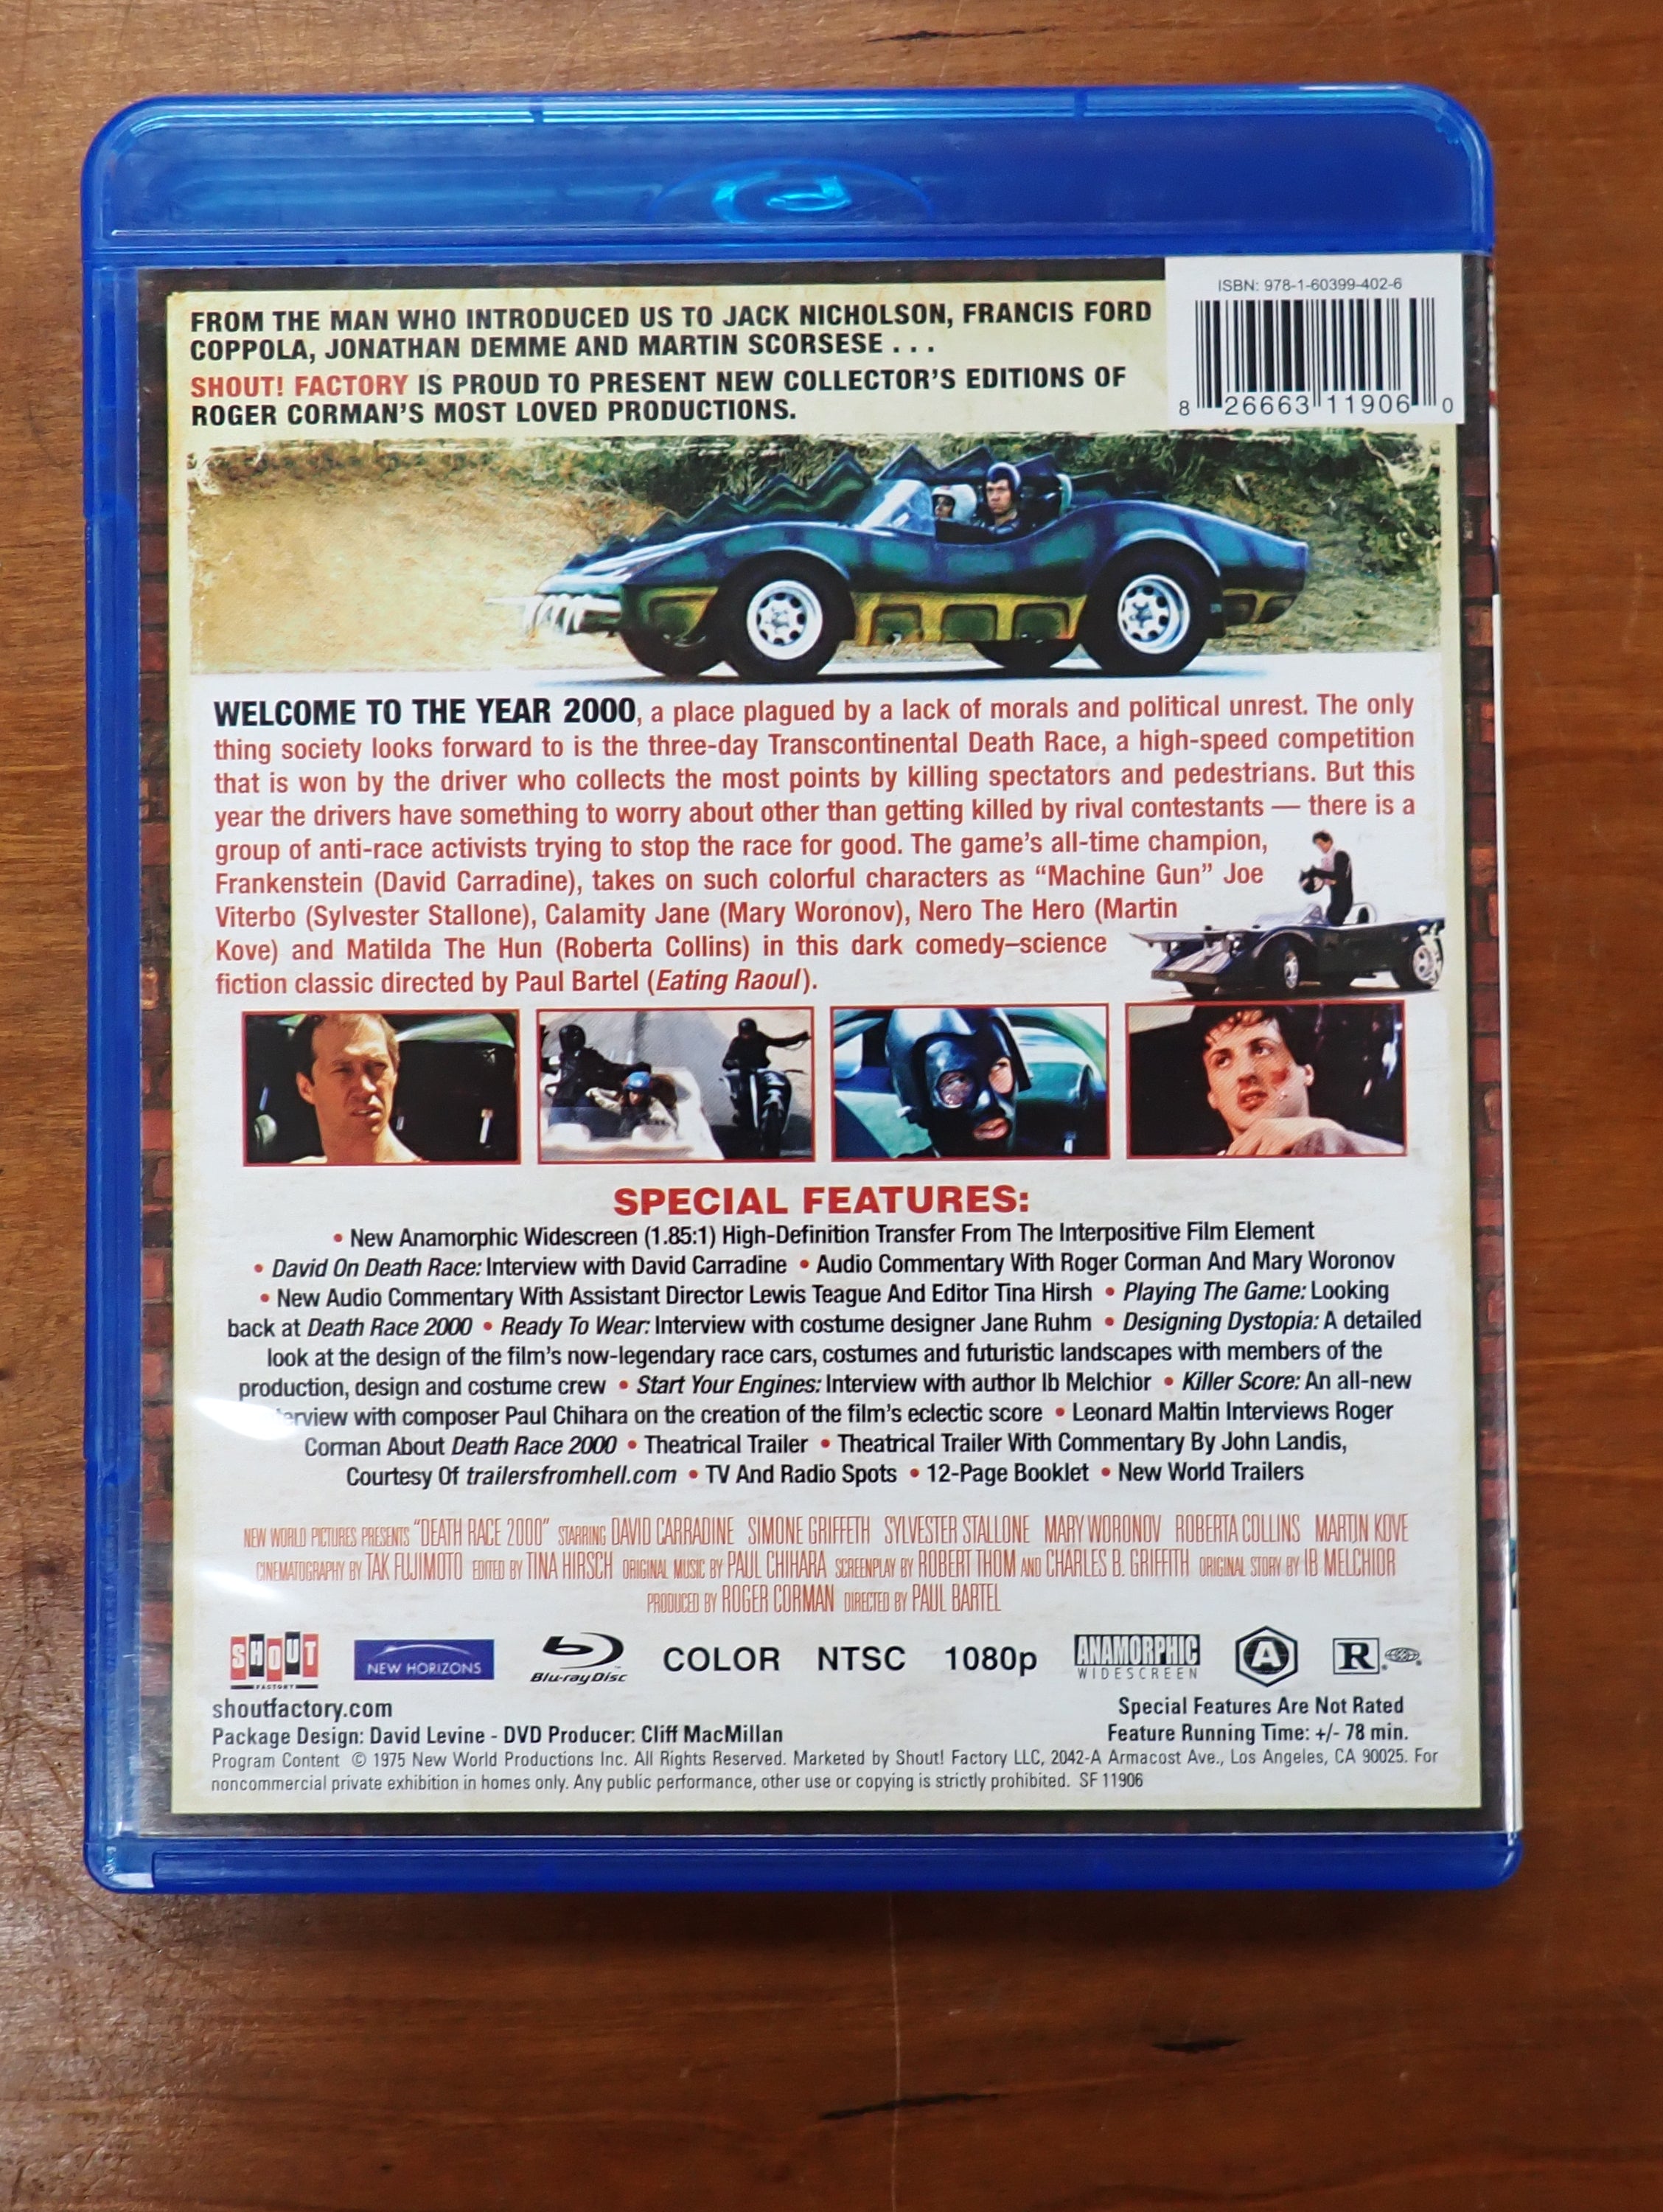 ISBN: 978-1-60399-402-6
8 26663 11906 0
FROM THE MAN WHO INTRODUCED US TO JACK NICHOLSON, FRANCIS FORD
COPPOLA, JONATHAN DEMME AND MARTIN SCORSESE . . .
SHOUT! FACTORY IS PROUD TO PRESENT NEW COLLECTOR'S EDITIONS OF
ROGER CORMAN'S MOST LOVED PRODUCTIONS.
WELCOME TO THE YEAR 2000, a place plagued by a lack of morals and political unrest. The only
thing society looks forward to is the three-day Transcontinental Death Race, a high-speed competition
that is won by the driver who collects the most points by killing spectators and pedestrians. But this
year the drivers have something to worry about other than getting killed by rival contestants — there is a
group of anti-race activists trying to stop the race for good. The game's all-time champion,
Frankenstein (David Carradine), takes on such colorful characters as "Machine Gun" Joe
Viterbo (Sylvester Stallone), Calamity Jane (Mary Woronov), Nero The Hero (Martin
Kove) and Matilda The Hun (Roberta Collins) in this dark comedy–science
fiction classic directed by Paul Bartel (Eating Raoul).
SPECIAL FEATURES:
• New Anamorphic Widescreen (1.85:1) High-Definition Transfer From The Interpositive Film Element
• David On Death Race: Interview with David Carradine • Audio Commentary With Roger Corman And Mary Woronov
• New Audio Commentary With Assistant Director Lewis Teague And Editor Tina Hirsh • Playing The Game: Looking
back at Death Race 2000 • Ready To Wear: Interview with costume designer Jane Ruhm • Designing Dystopia: A detailed
look at the design of the film's now-legendary race cars, costumes and futuristic landscapes with members of the
production, design and costume crew • Start Your Engines: Interview with author Ib Melchior • Killer Score: An all-new
erview with composer Paul Chihara on the creation of the film's eclectic score • Leonard Maltin Interviews Roger
Corman About Death Race 2000 • Theatrical Trailer • Theatrical Trailer With Commentary By John Landis,
Courtesy Of trailersfromhell.com • TV And Radio Spots • 12-Page Booklet • New World Trailers
NEW WORLD PICTURES PRESENTS "DEATH RACE 2000" STARRING DAVID CARRADINE SIMONE GRIFFETH SYLVESTER STALLONE MARY WORONOV ROBERTA COLLINS MARTIN KOVE
CINEMATOGRAPHY BY TAK FUJIMOTO EDITED BY TINA HIRSCH ORIGINAL MUSIC BY PAUL CHIHARA SCREENPLAY BY ROBERT THOM AND CHARLES B. GRIFFITH ORIGINAL STORY BY IB MELCHIOR
PRODUCED BY ROGER CORMAN DIRECTED BY PAUL BARTEL
SHOUT FACTORY NEW HORIZONS Blu-ray Disc COLOR NTSC 1080p ANAMORPHIC WIDESCREEN A R
shoutfactory.com
Special Features Are Not Rated
Package Design: David Levine - DVD Producer: Cliff MacMillan
Feature Running Time: +/- 78 min.
Program Content © 1975 New World Productions Inc. All Rights Reserved. Marketed by Shout! Factory LLC, 2042-A Armacost Ave., Los Angeles, CA 90025. For
noncommercial private exhibition in homes only. Any public performance, other use or copying is strictly prohibited. SF 11906